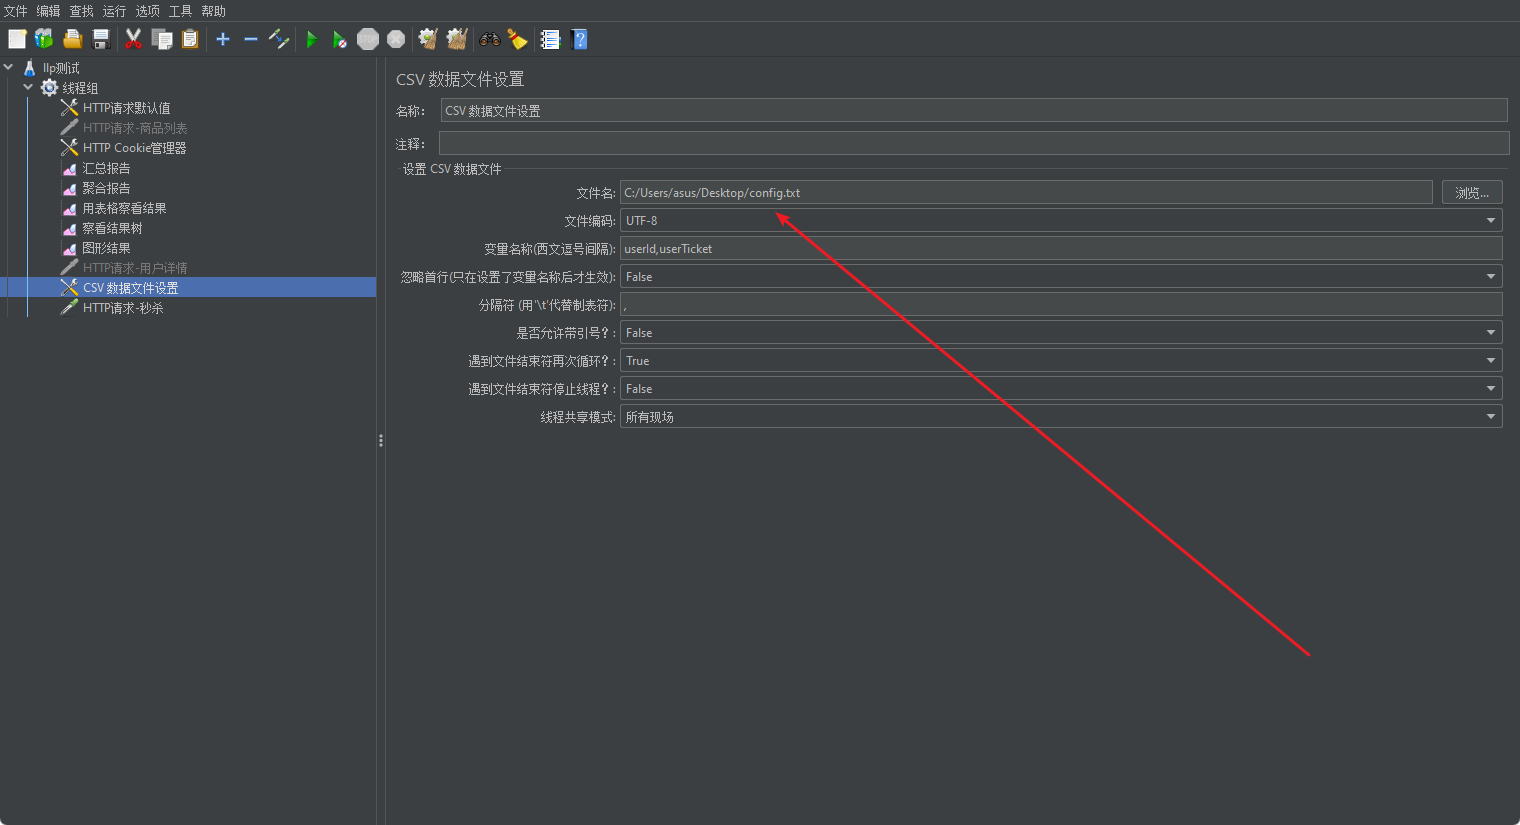 文件 编辑 查找 运行 选项 工具 帮助
llp测试
线程组
HTTP请求默认值
HTTP请求-商品列表
HTTP Cookie管理器
汇总报告
聚合报告
用表格察看结果
察看结果树
图形结果
HTTP请求-用户详情
CSV 数据文件设置
HTTP请求-秒杀
CSV 数据文件设置
名称： CSV 数据文件设置
注释：
设置 CSV 数据文件
文件名: C:/Users/asus/Desktop/config.txt 浏览...
文件编码: UTF-8
变量名称(西文逗号间隔): userId,userTicket
忽略首行(只在设置了变量名称后才生效): False
分隔符 (用'\t'代替制表符): ,
是否允许带引号？: False
遇到文件结束符再次循环？: True
遇到文件结束符停止线程？: False
线程共享模式: 所有现场